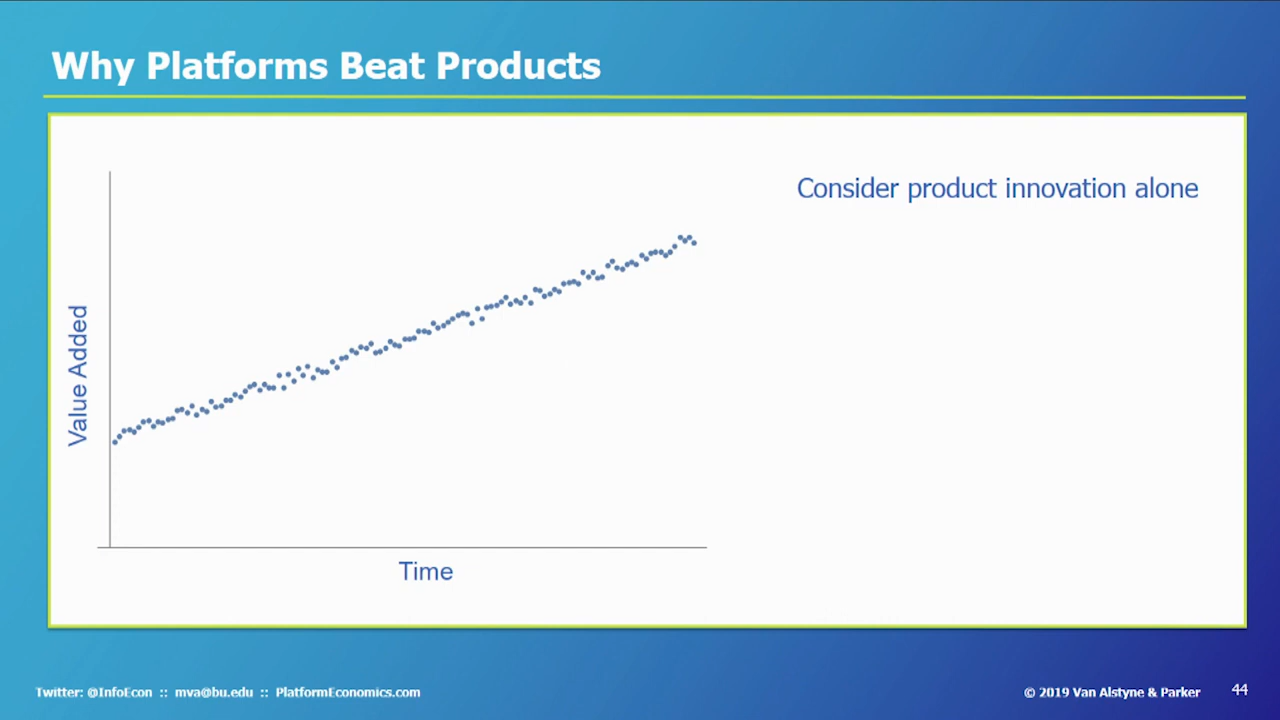 Why Platforms Beat Products
Consider product innovation alone
Value Added
Time
Twitter: @InfoEcon :: mva@bu.edu :: PlatformEconomics.com
© 2019 Van Alstyne & Parker 44